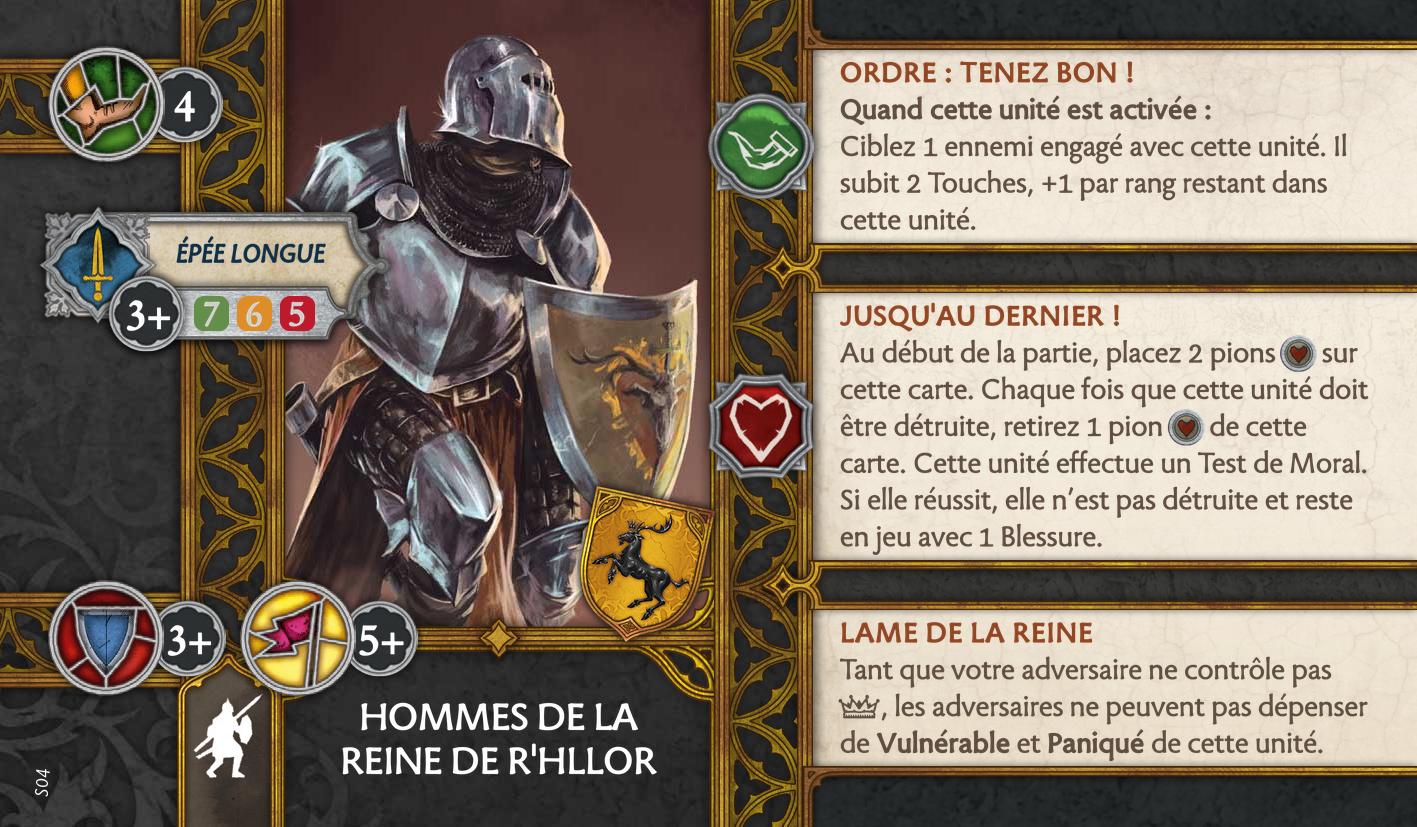 4
ÉPÉE LONGUE
3+ 7 6 5
3+ 5+
HOMMES DE LA
REINE DE R'HLLOR
S04
ORDRE : TENEZ BON !
Quand cette unité est activée :
Ciblez 1 ennemi engagé avec cette unité. Il
subit 2 Touches, +1 par rang restant dans
cette unité.
JUSQU'AU DERNIER !
Au début de la partie, placez 2 pions sur
cette carte. Chaque fois que cette unité doit
être détruite, retirez 1 pion de cette
carte. Cette unité effectue un Test de Moral.
Si elle réussit, elle n’est pas détruite et reste
en jeu avec 1 Blessure.
LAME DE LA REINE
Tant que votre adversaire ne contrôle pas
, les adversaires ne peuvent pas dépenser
de Vulnérable et Paniqué de cette unité.